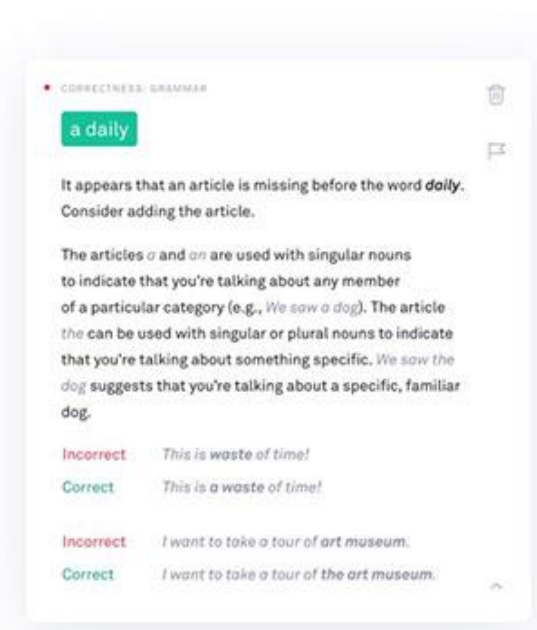 CORRECTNESS: GRAMMAR
a daily
It appears that an article is missing before the word daily.
Consider adding the article.
The articles a and an are used with singular nouns
to indicate that you're talking about any member
of a particular category (e.g., We saw a dog). The article
the can be used with singular or plural nouns to indicate
that you're talking about something specific. We saw the
dog suggests that you're talking about a specific, familiar
dog.
Incorrect This is waste of time!
Correct This is a waste of time!
Incorrect I want to take a tour of art museum.
Correct I want to take a tour of the art museum.